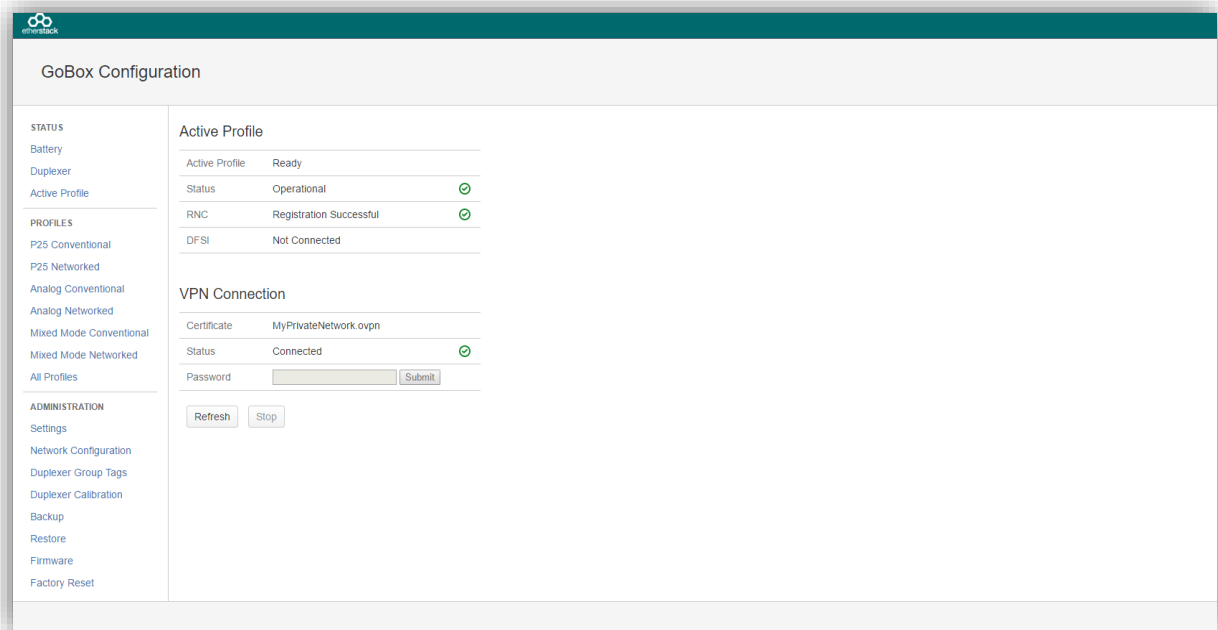 etherstack
GoBox Configuration
STATUS
Battery
Duplexer
Active Profile
PROFILES
P25 Conventional
P25 Networked
Analog Conventional
Analog Networked
Mixed Mode Conventional
Mixed Mode Networked
All Profiles
ADMINISTRATION
Settings
Network Configuration
Duplexer Group Tags
Duplexer Calibration
Backup
Restore
Firmware
Factory Reset
Active Profile
Active Profile Ready
Status Operational
RNC Registration Successful
DFSI Not Connected
VPN Connection
Certificate MyPrivateNetwork.ovpn
Status Connected
Password Submit
Refresh Stop